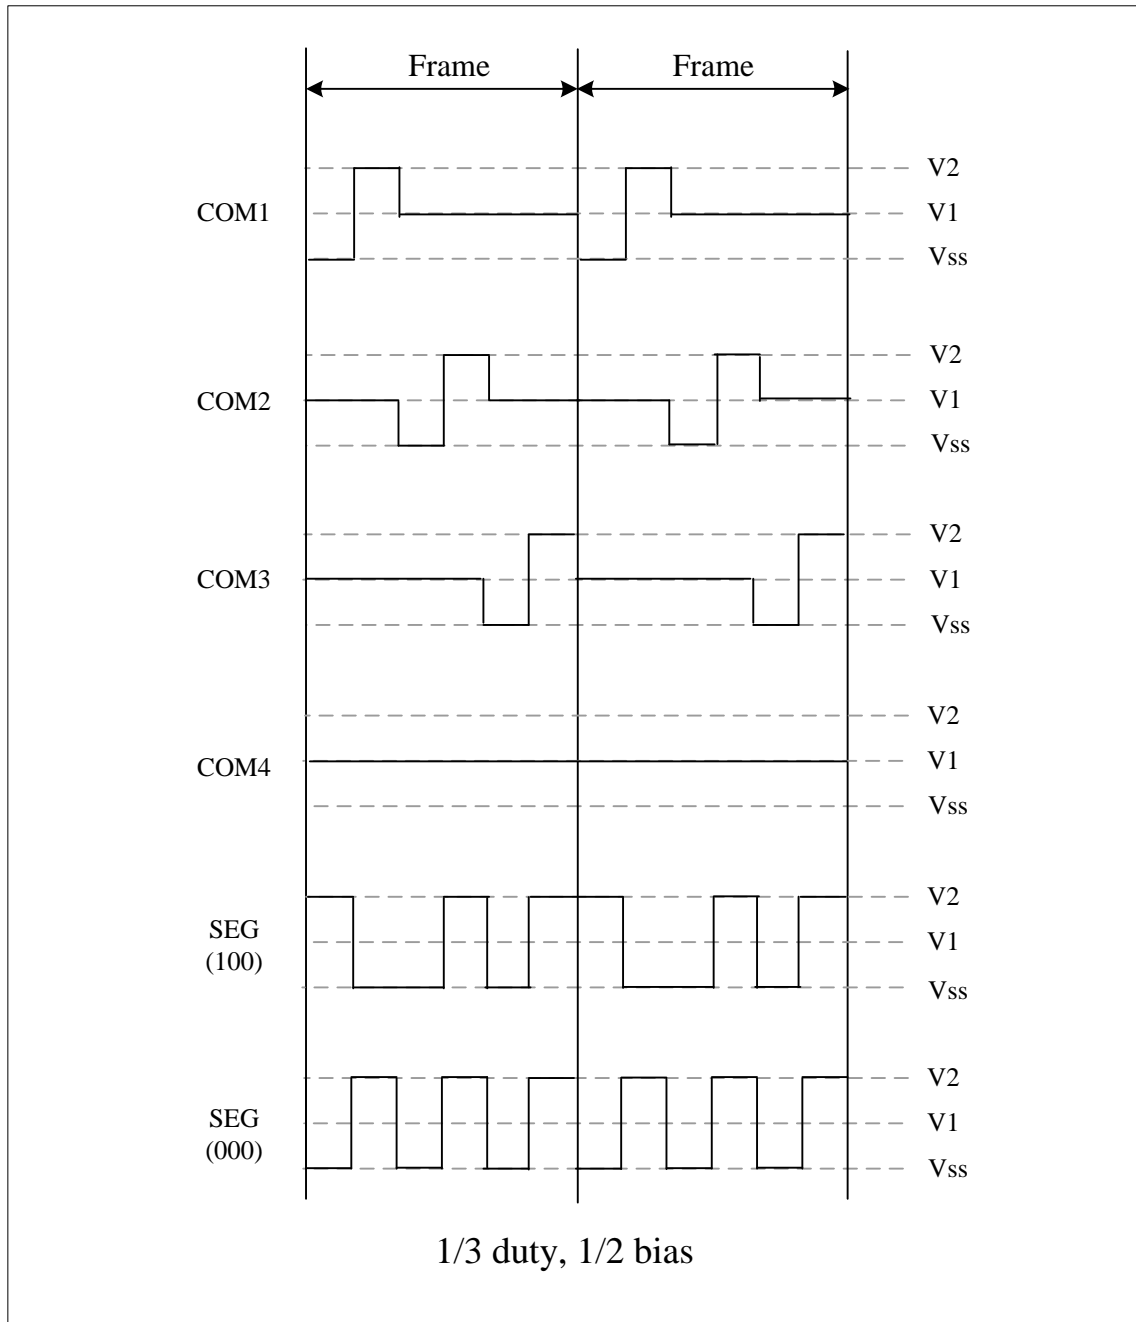 Frame Frame
V2
COM1 V1
Vss
V2
COM2 V1
Vss
V2
COM3 V1
Vss
V2
COM4 V1
Vss
V2
SEG
(100)
V1
Vss
V2
SEG
(000)
V1
Vss
1/3 duty, 1/2 bias